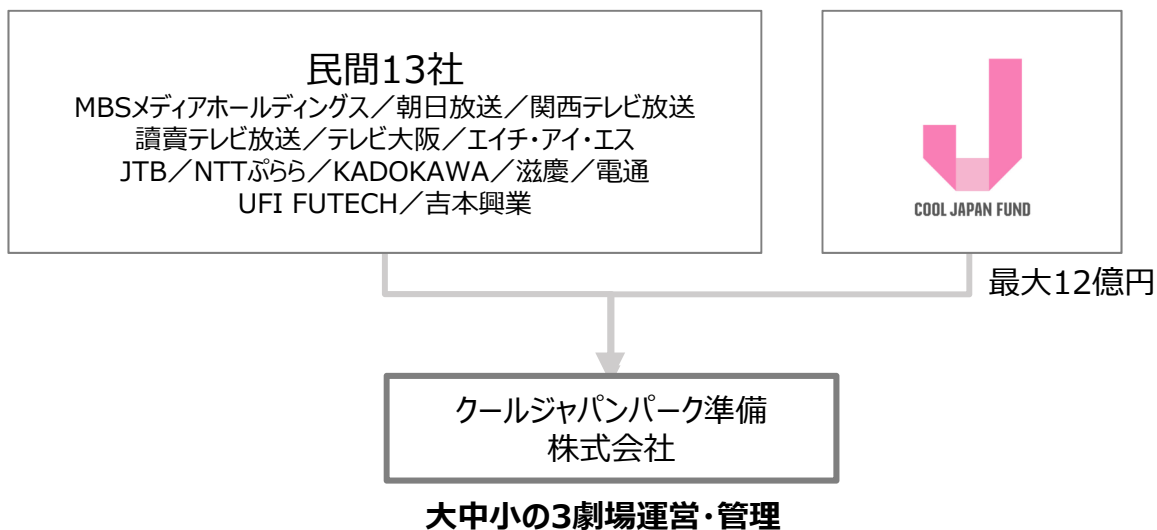 民間13社
MBSメディアホールディングス／朝日放送／関西テレビ放送
讀賣テレビ放送／テレビ大阪／エイチ・アイ・エス
JTB／NTTぷらら／KADOKAWA／滋慶／電通
UFI FUTECH／吉本興業
COOL JAPAN FUND
最大12億円
クールジャパンパーク準備
株式会社
大中小の3劇場運営・管理